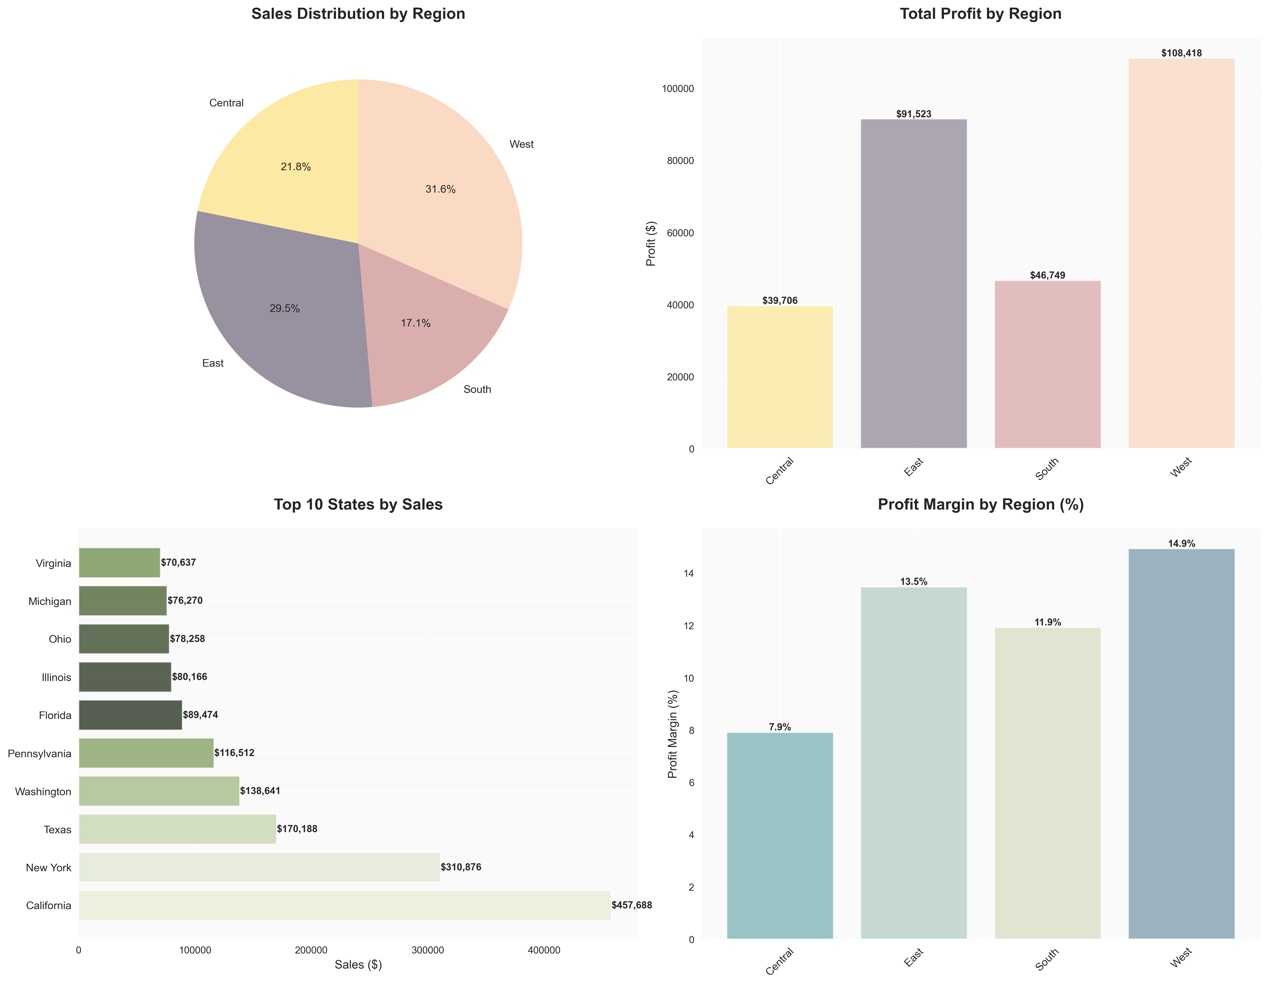 Sales Distribution by Region
Central
West
21.8%
31.6%
29.5%
17.1%
East
South
Total Profit by Region
$108,418
100000
$91,523
80000
Profit ($)
60000
$46,749
40000
$39,706
20000
0
Central
East
South
West
Top 10 States by Sales
Virginia $70,637
Michigan $76,270
Ohio $78,258
Illinois $80,166
Florida $89,474
Pennsylvania $116,512
Washington $138,641
Texas $170,188
New York $310,876
California $457,688
0 100000 200000 300000 400000
Sales ($)
Profit Margin by Region (%)
14.9%
14
13.5%
12
11.9%
10
Profit Margin (%)
8
7.9%
6
4
2
0
Central
East
South
West